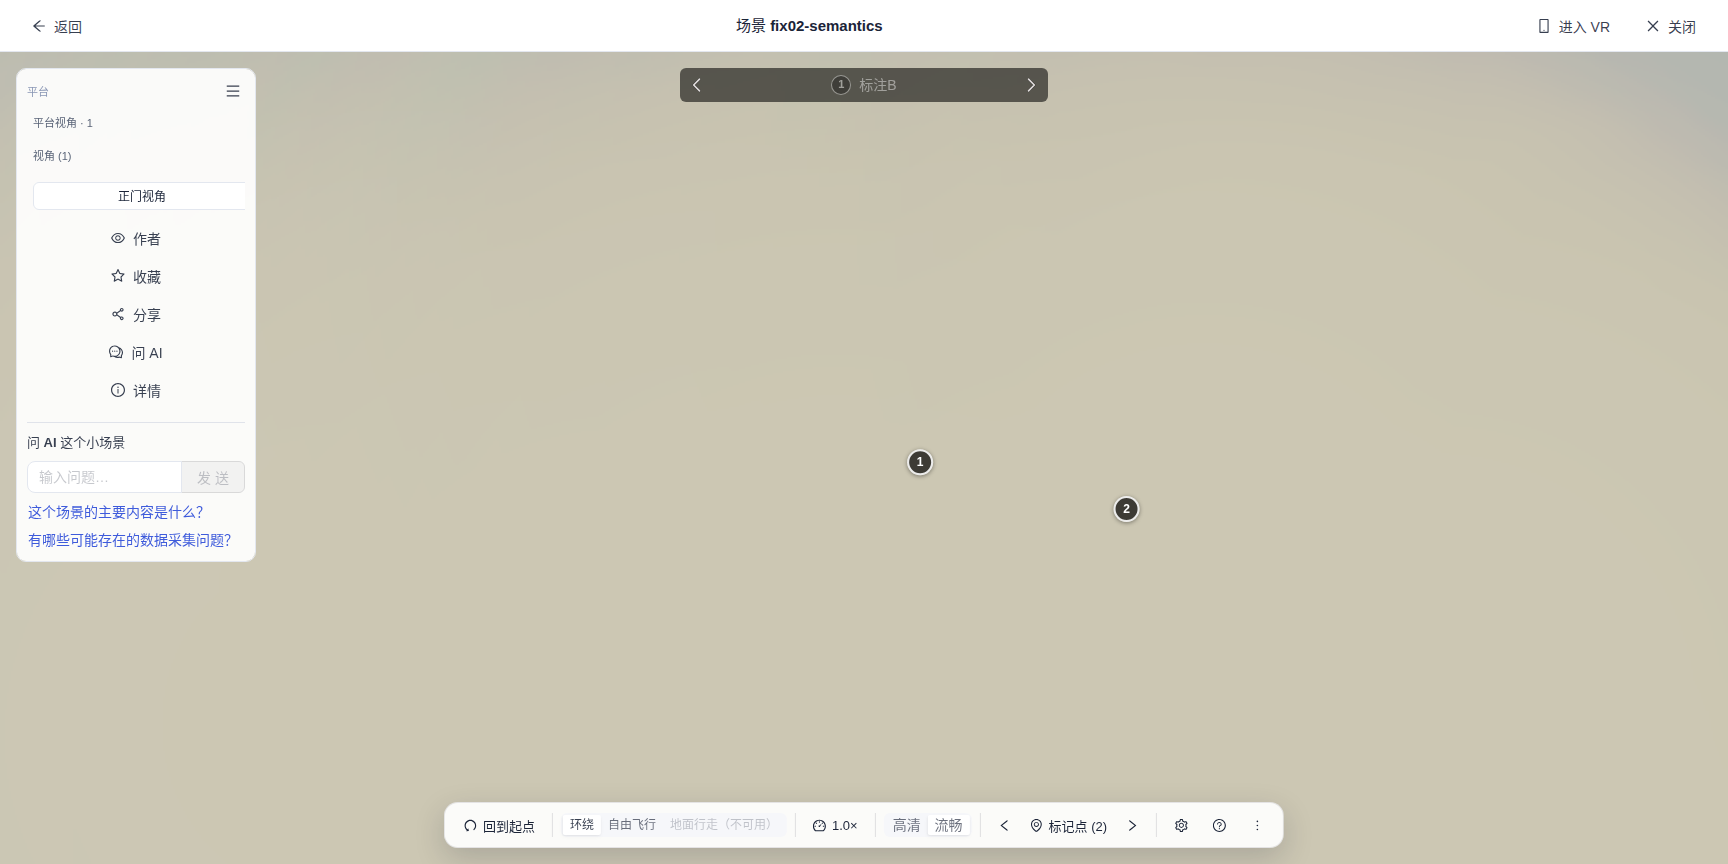 返回
场景 fix02-semantics
进入 VR
关闭
平台
平台视角 · 1
视角 (1)
正门视角
作者
收藏
分享
问 AI
详情
问 AI 这个小场景
输入问题...
发 送
这个场景的主要内容是什么?
有哪些可能存在的数据采集问题?
1 标注B
1
2
回到起点
环绕 自由飞行 地面行走（不可用）
1.0×
高清 流畅
标记点 (2)